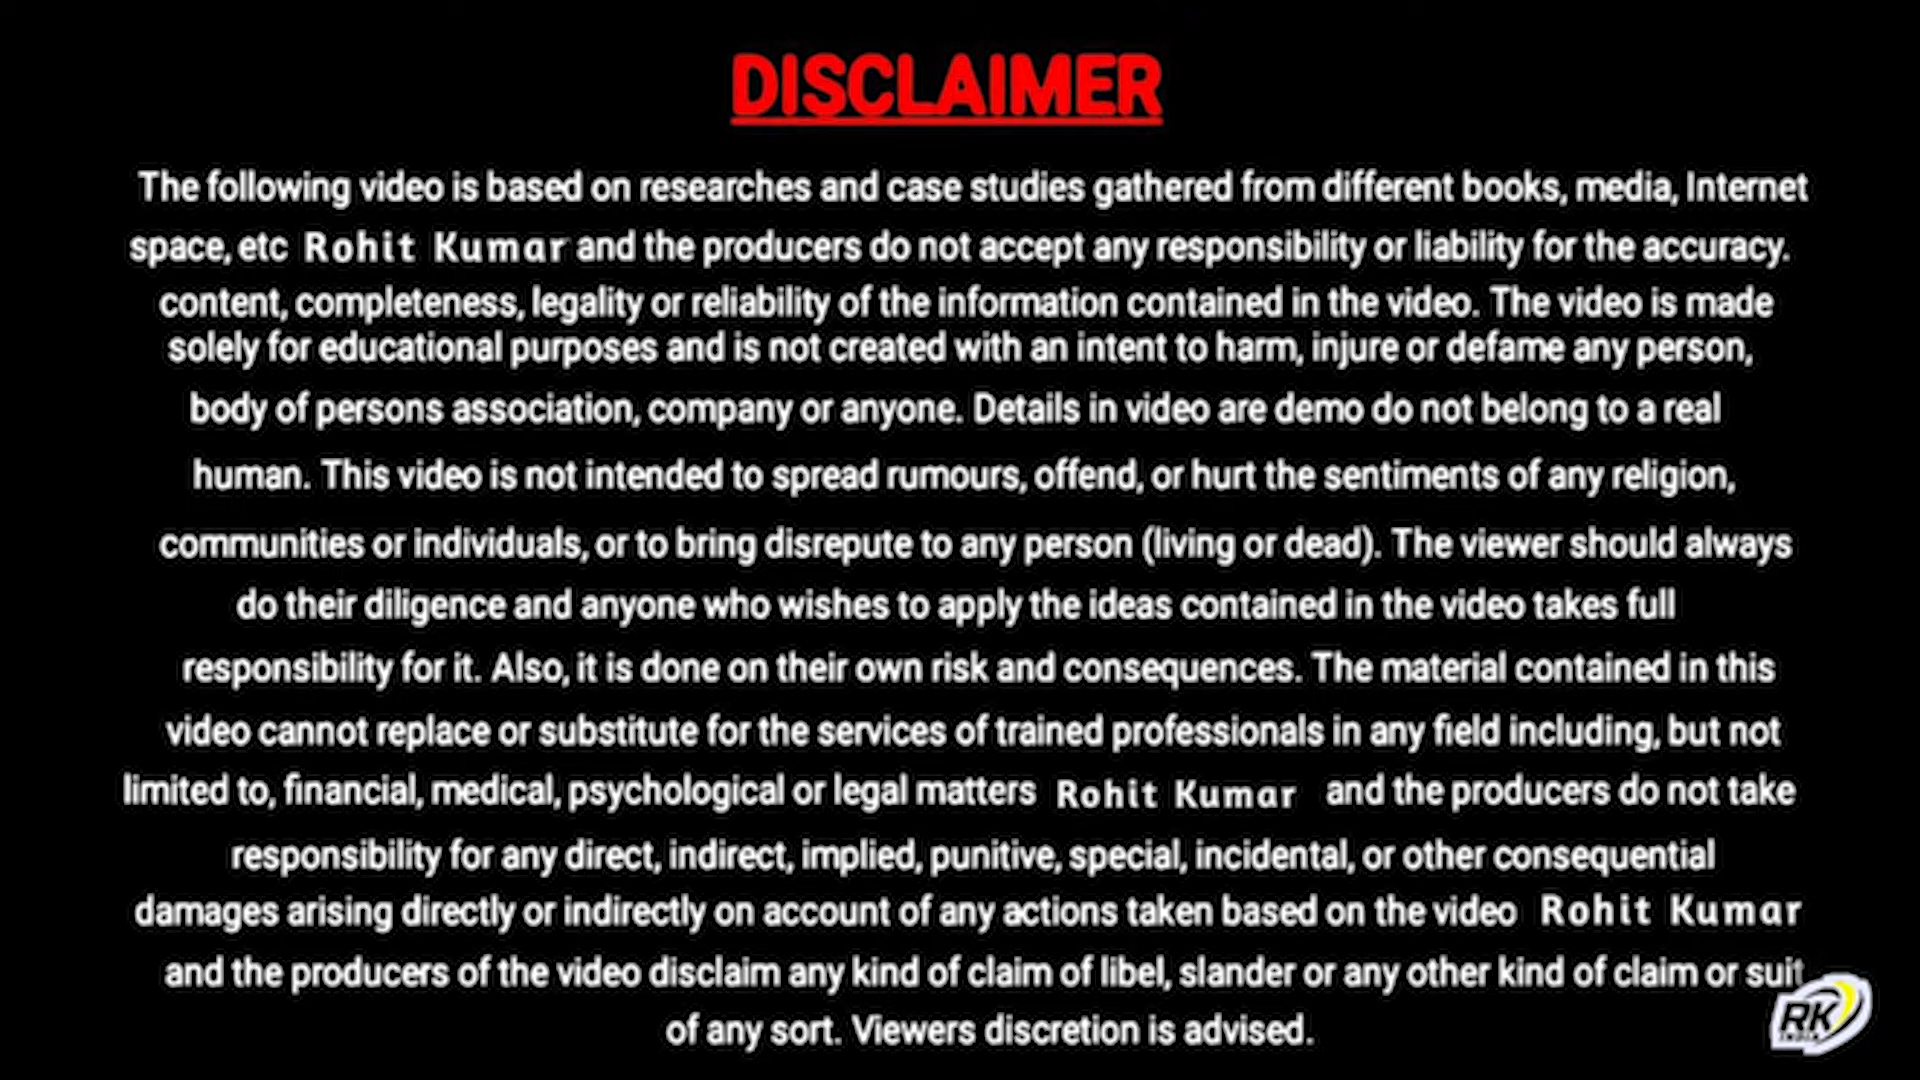 DISCLAIMER
The following video is based on researches and case studies gathered from different books, media, Internet
space, etc Rohit Kumar and the producers do not accept any responsibility or liability for the accuracy.
content, completeness, legality or reliability of the information contained in the video. The video is made
solely for educational purposes and is not created with an intent to harm, injure or defame any person,
body of persons association, company or anyone. Details in video are demo do not belong to a real
human. This video is not intended to spread rumours, offend, or hurt the sentiments of any religion,
communities or individuals, or to bring disrepute to any person (living or dead). The viewer should always
do their diligence and anyone who wishes to apply the ideas contained in the video takes full
responsibility for it. Also, it is done on their own risk and consequences. The material contained in this
video cannot replace or substitute for the services of trained professionals in any field including, but not
limited to, financial, medical, psychological or legal matters Rohit Kumar and the producers do not take
responsibility for any direct, indirect, implied, punitive, special, incidental, or other consequential
damages arising directly or indirectly on account of any actions taken based on the video Rohit Kumar
and the producers of the video disclaim any kind of claim of libel, slander or any other kind of claim or suit
of any sort. Viewers discretion is advised.
RK